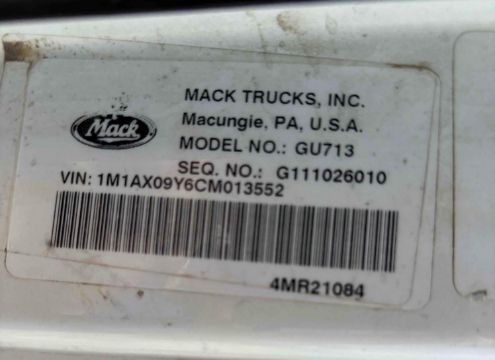 Mack
MACK TRUCKS, INC.
Macungie, PA, U.S.A.
MODEL NO.: GU713
SEQ. NO.: G111026010
VIN: 1M1AX09Y6CM013552
4MR21084